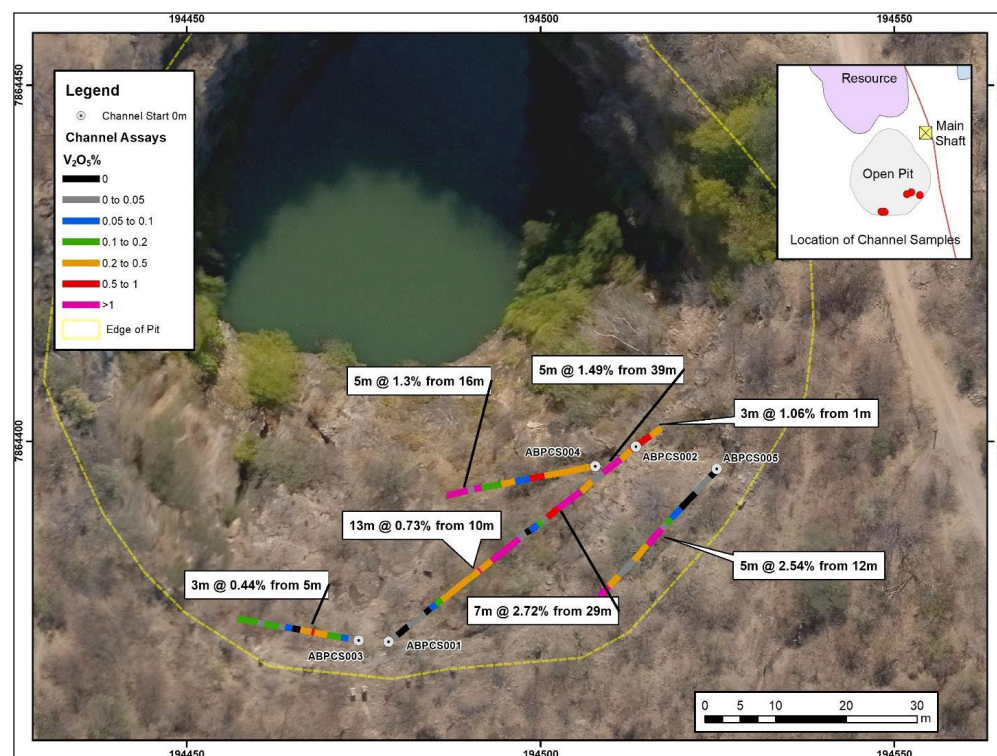 194450
194500
194550
7864450
7864400
Legend
Channel Start 0m
Channel Assays
V₂O₅%
0
0 to 0.05
0.05 to 0.1
0.1 to 0.2
0.2 to 0.5
0.5 to 1
>1
Edge of Pit
Resource
Main
Shaft
Open Pit
Location of Channel Samples
5m @ 1.3% from 16m
5m @ 1.49% from 39m
3m @ 1.06% from 1m
ABPCS004
ABPCS002
ABPCS005
13m @ 0.73% from 10m
5m @ 2.54% from 12m
3m @ 0.44% from 5m
7m @ 2.72% from 29m
ABPCS003
ABPCS001
0 5 10 20 30
m
194450
194500
194550